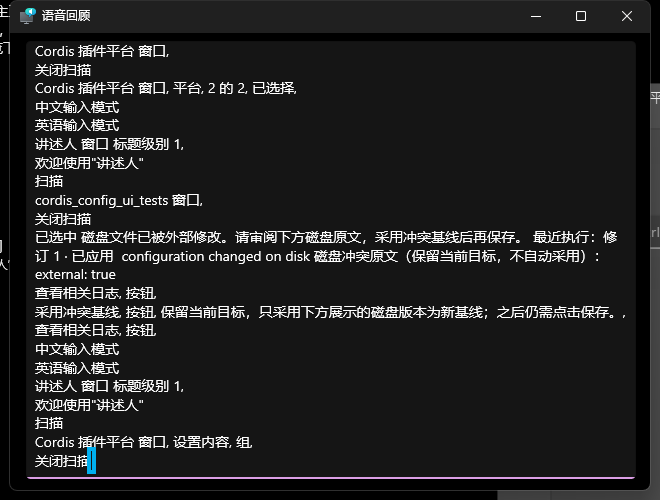 语音回顾
Cordis 插件平台 窗口,
关闭扫描
Cordis 插件平台 窗口, 平台, 2 的 2, 已选择,
中文输入模式
英语输入模式
讲述人 窗口 标题级别 1,
欢迎使用"讲述人"
扫描
cordis_config_ui_tests 窗口,
关闭扫描
已选中 磁盘文件已被外部修改。请审阅下方磁盘原文，采用冲突基线后再保存。 最近执行：修
订 1 · 已应用  configuration changed on disk 磁盘冲突原文（保留当前目标，不自动采用）：
external: true
查看相关日志, 按钮,
采用冲突基线, 按钮, 保留当前目标，只采用下方展示的磁盘版本为新基线；之后仍需点击保存。,
查看相关日志, 按钮,
中文输入模式
英语输入模式
讲述人 窗口 标题级别 1,
欢迎使用"讲述人"
扫描
Cordis 插件平台 窗口, 设置内容, 组,
关闭扫描